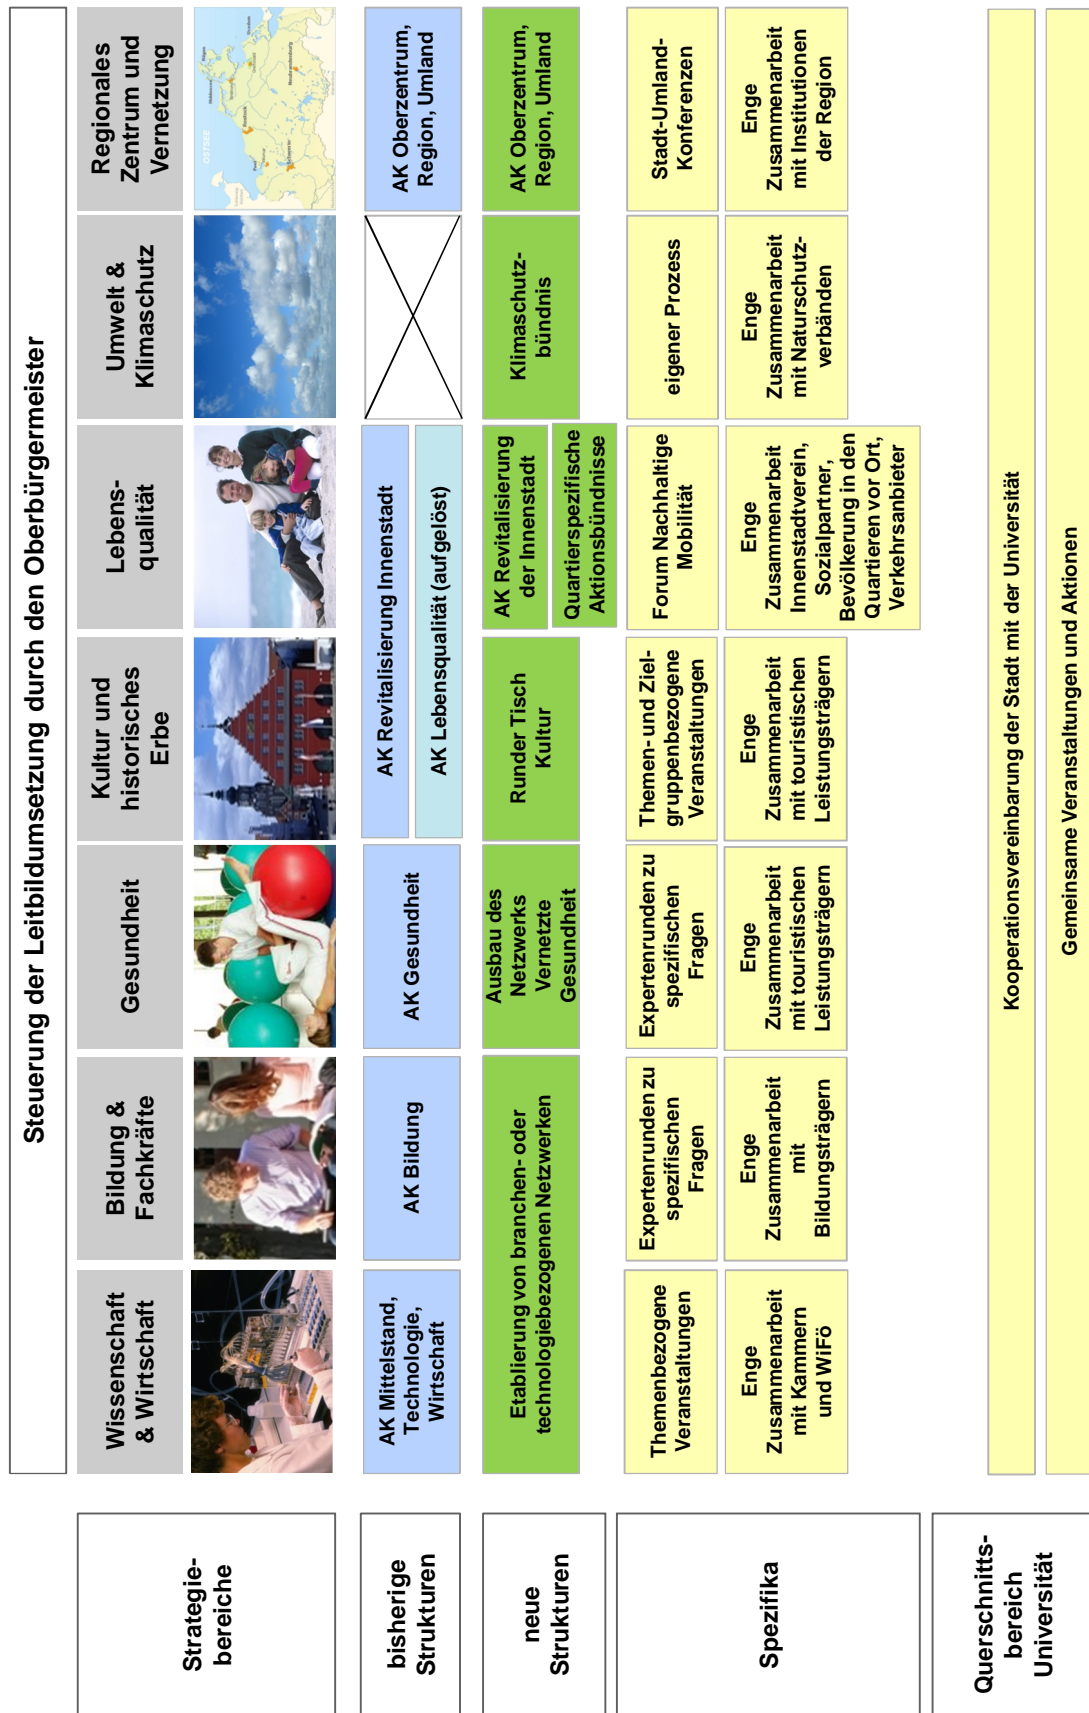 Steuerung der Leitbildumsetzung durch den Oberbürgermeister
Strategie-
bereiche
Wissenschaft
& Wirtschaft
Bildung &
Fachkräfte
Gesundheit
Kultur und
historisches
Erbe
Lebens-
qualität
Umwelt &
Klimaschutz
Regionales
Zentrum und
Vernetzung
OSTSEE
Rostock
Schwerin
Neubrandenburg
bisherige
Strukturen
AK Mittelstand,
Technologie,
Wirtschaft
AK Bildung
AK Gesundheit
AK Revitalisierung Innenstadt
AK Lebensqualität (aufgelöst)
AK Oberzentrum,
Region, Umland
neue
Strukturen
Etablierung von branchen- oder
technologiebezogenen Netzwerken
Ausbau des
Netzwerks
Vernetzte
Gesundheit
Runder Tisch
Kultur
AK Revitalisierung
der Innenstadt
Quartierspezifische
Aktionsbündnisse
Klimaschutz-
bündnis
AK Oberzentrum,
Region, Umland
Spezifika
Themenbezogene
Veranstaltungen
Expertenrunden zu
spezifischen
Fragen
Expertenrunden zu
spezifischen
Fragen
Themen- und Ziel-
gruppenbezogene
Veranstaltungen
Forum Nachhaltige
Mobilität
eigener Prozess
Stadt-Umland-
Konferenzen
Enge
Zusammenarbeit
mit Kammern
und WiFö
Enge
Zusammenarbeit
mit
Bildungsträgern
Enge
Zusammenarbeit
mit touristischen
Leistungsträgern
Enge
Zusammenarbeit
mit touristischen
Leistungsträgern
Enge
Zusammenarbeit
Innenstadtverein,
Sozialpartner,
Bevölkerung in den
Quartieren vor Ort,
Verkehrsanbieter
Enge
Zusammenarbeit
mit Naturschutz-
verbänden
Enge
Zusammenarbeit
mit Institutionen
der Region
Querschnitts-
bereich
Universität
Kooperationsvereinbarung der Stadt mit der Universität
Gemeinsame Veranstaltungen und Aktionen